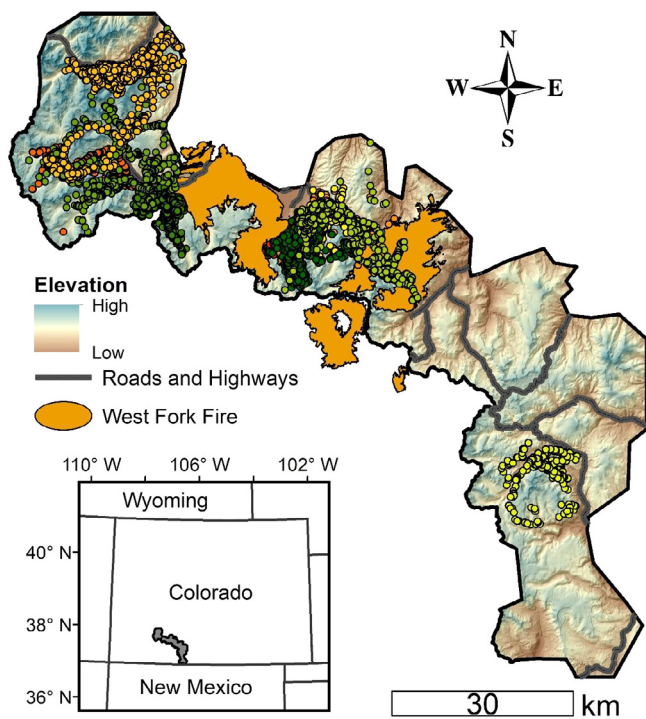 N
W E
S
Elevation
High
Low
Roads and Highways
West Fork Fire
110° W 106° W 102° W
Wyoming
40° N
Colorado
38° N
New Mexico
36° N
30 km